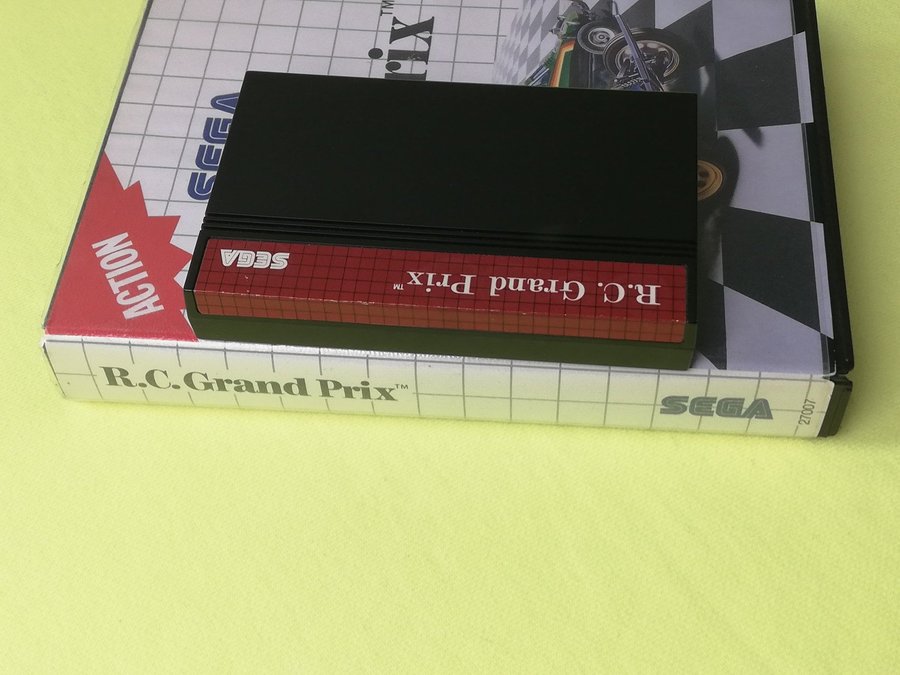 rix™
SEGA
ACTION
SEGA
R.C. Grand Prix™
R.C. Grand Prix™
SEGA
27007